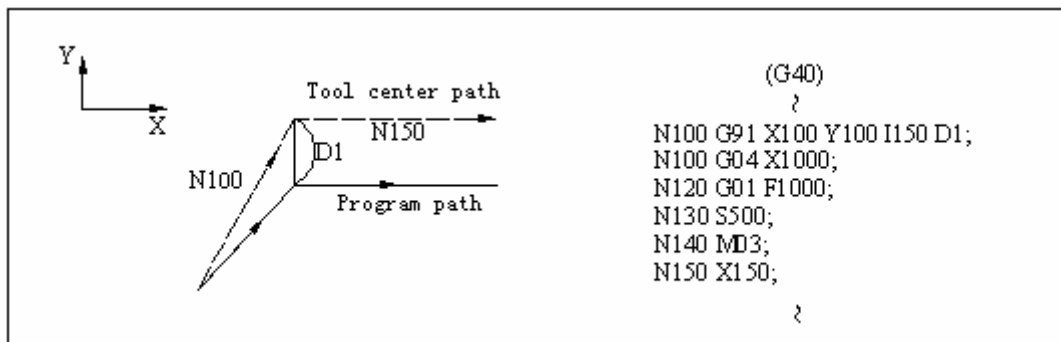 Y
X
Tool center path
N150
D1
N100
Program path
(G40)
~
N100 G91 X100 Y100 I150 D1;
N100 G04 X1000;
N120 G01 F1000;
N130 S500;
N140 M03;
N150 X150;
~